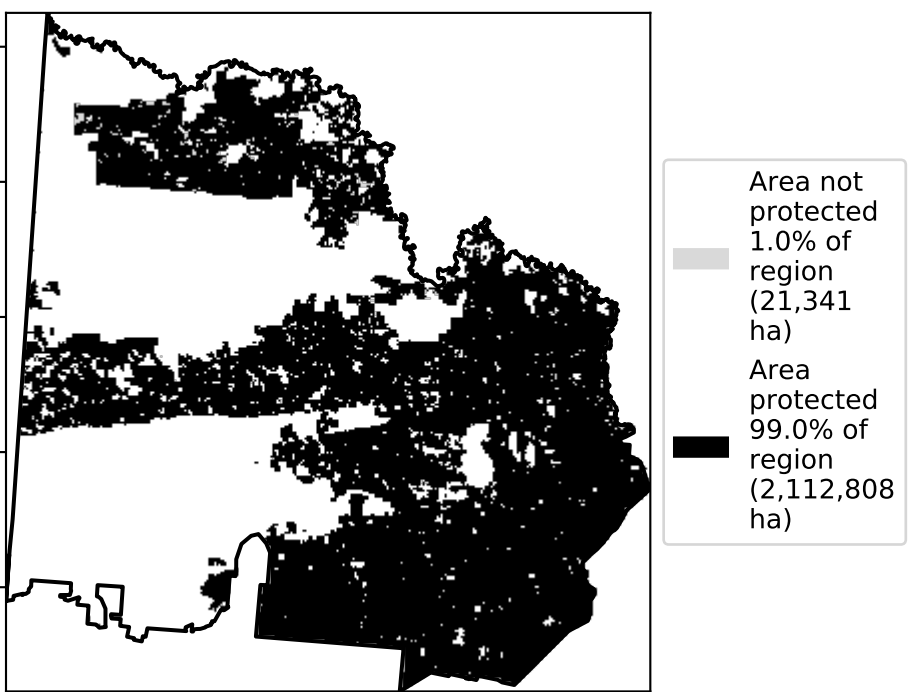 Area not
protected
1.0% of
region
(21,341
ha)
Area
protected
99.0% of
region
(2,112,808
ha)